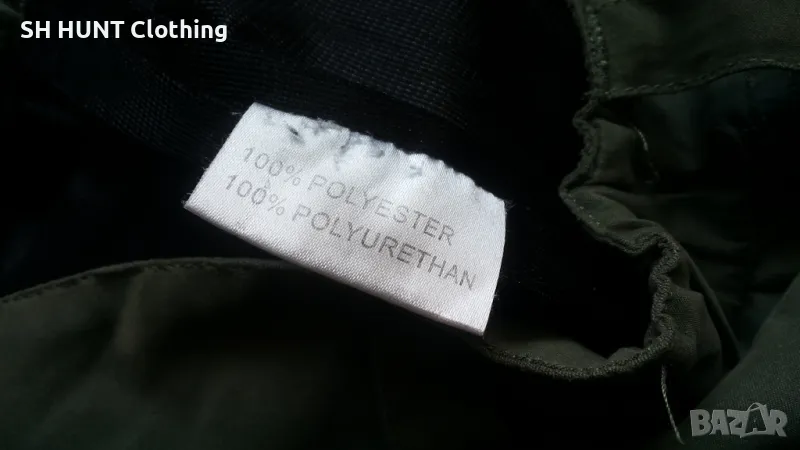 SH HUNT Clothing
100% POLYESTER
100% POLYURETHAN
BAZAR